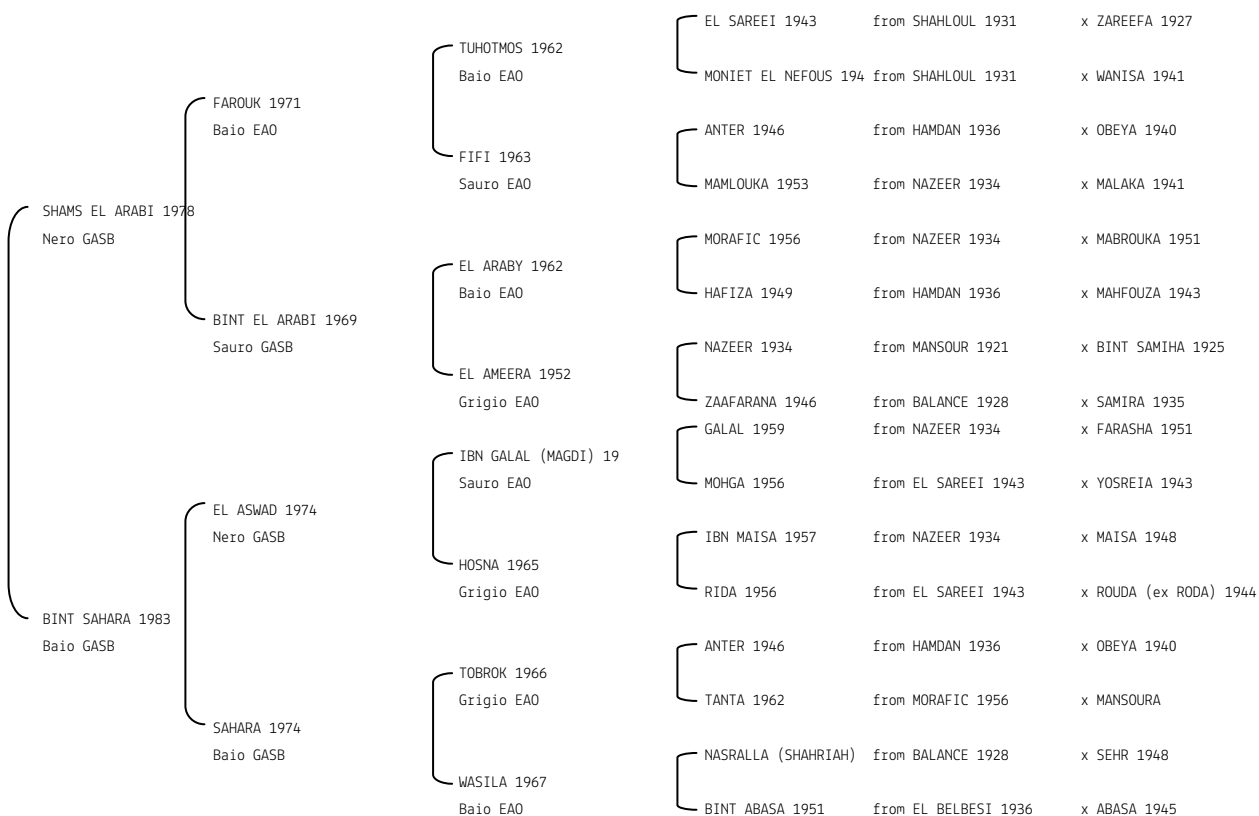 EL SAREEI 1943 from SHAHLOUL 1931 x ZAREEFA 1927
TUHOTMOS 1962
Baio EAO MONIET EL NEFOUS 194 from SHAHLOUL 1931 x WANISA 1941
FAROUK 1971
Baio EAO ANTER 1946 from HAMDAN 1936 x OBEYA 1940
FIFI 1963
Sauro EAO MAMLOUKA 1953 from NAZEER 1934 x MALAKA 1941
SHAMS EL ARABI 1978
Nero GASB MORAFIC 1956 from NAZEER 1934 x MABROUKA 1951
EL ARABY 1962
Baio EAO HAFIZA 1949 from HAMDAN 1936 x MAHFOUZA 1943
BINT EL ARABI 1969
Sauro GASB NAZEER 1934 from MANSOUR 1921 x BINT SAMIHA 1925
EL AMEERA 1952
Grigio EAO ZAAFARANA 1946 from BALANCE 1928 x SAMIRA 1935
GALAL 1959 from NAZEER 1934 x FARASHA 1951
IBN GALAL (MAGDI) 19
Sauro EAO MOHGA 1956 from EL SAREEI 1943 x YOSREIA 1943
EL ASWAD 1974
Nero GASB IBN MAISA 1957 from NAZEER 1934 x MAISA 1948
HOSNA 1965
Grigio EAO RIDA 1956 from EL SAREEI 1943 x ROUDA (ex RODA) 1944
BINT SAHARA 1983
Baio GASB ANTER 1946 from HAMDAN 1936 x OBEYA 1940
TOBROK 1966
Grigio EAO TANTA 1962 from MORAFIC 1956 x MANSOURA
SAHARA 1974
Baio GASB NASRALLA (SHAHRIAH) from BALANCE 1928 x SEHR 1948
WASILA 1967
Baio EAO BINT ABASA 1951 from EL BELBESI 1936 x ABASA 1945